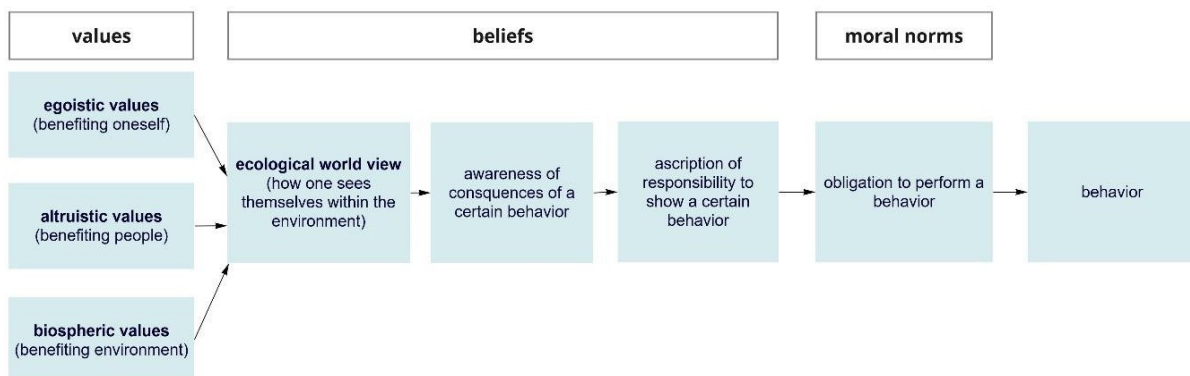 values
beliefs
moral norms
egoistic values
(benefiting oneself)
altruistic values
(benefiting people)
biospheric values
(benefiting environment)
ecological world view
(how one sees
themselves within the
environment)
awareness of
consquences of a
certain behavior
ascription of
responsibility to
show a certain
behavior
obligation to perform a
behavior
behavior